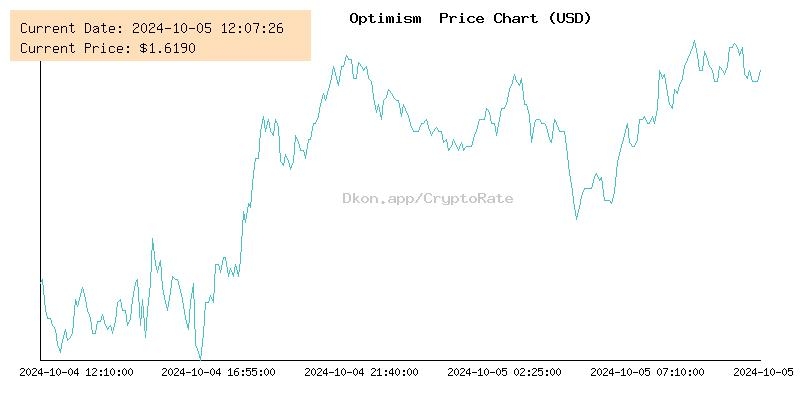 Optimism  Price Chart (USD)
Current Date: 2024-10-05 12:07:26
Current Price: $1.6190
Dkon.app/CryptoRate
2024-10-04 12:10:00 2024-10-04 16:55:00 2024-10-04 21:40:00 2024-10-05 02:25:00 2024-10-05 07:10:00 2024-10-05